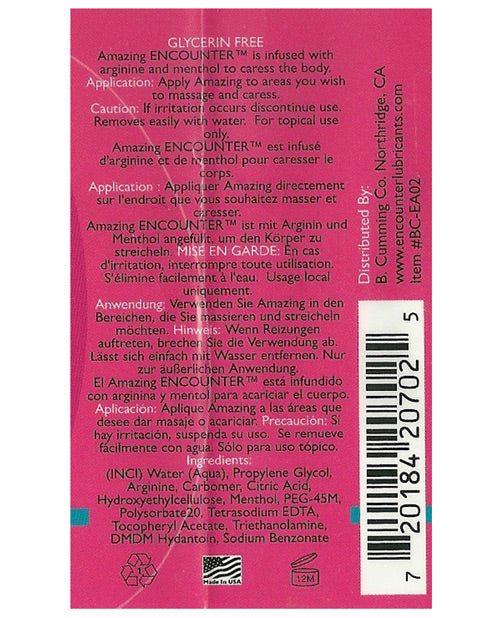 GLYCERIN FREE
Amazing ENCOUNTER™ is infused with
arginine and menthol to caress the body.
Application: Apply Amazing to areas you wish
to massage and caress.
Caution: If irritation occurs discontinue use.
Removes easily with water. For topical use
only.
Amazing ENCOUNTER™ est infusé
d'arginine et de menthol pour caresser le
corps.
Application : Appliquer Amazing directement
sur l'endroit que vous souhaitez masser et
caresser.
Amazing ENCOUNTER™ ist mit Arginin und
Menthol angefüllt, um den Körper zu
streicheln. MISE EN GARDE: En cas
d'irritation, interrompre toute utilisation.
S'élimine facilement à l'eau. Usage local
uniquement.
Anwendung: Verwenden Sie Amazing in den
Bereichen, die Sie massieren und streicheln
möchten. Hinweis: Wenn Reizungen
auftreten, brechen Sie die Verwendung ab.
Lässt sich einfach mit Wasser entfernen. Nur
zur äußerlichen Anwendung.
El Amazing ENCOUNTER™ está infundido
con arginina y mentol para acariciar el cuerpo.
Aplicación: Aplique Amazing a las áreas que
desee dar masaje o acariciar. Precaución: Sí
hay irritación, suspenda su uso. Se remueve
fácilmente con agua. Sólo para uso tópico.
Ingredients:
(INCI) Water (Aqua), Propylene Glycol,
Arginine, Carbomer, Citric Acid,
Hydroxyethylcellulose, Menthol, PEG-45M,
Polysorbate20, Tetrasodium EDTA,
Tocopheryl Acetate, Triethanolamine,
DMDM Hydantoin, Sodium Benzonate
1
Made In USA
12M
Distributed By:
B. Cumming Co. Northridge, CA
www.encounterlubricants.com
Item #BC-EA02
7 20184 20702 5